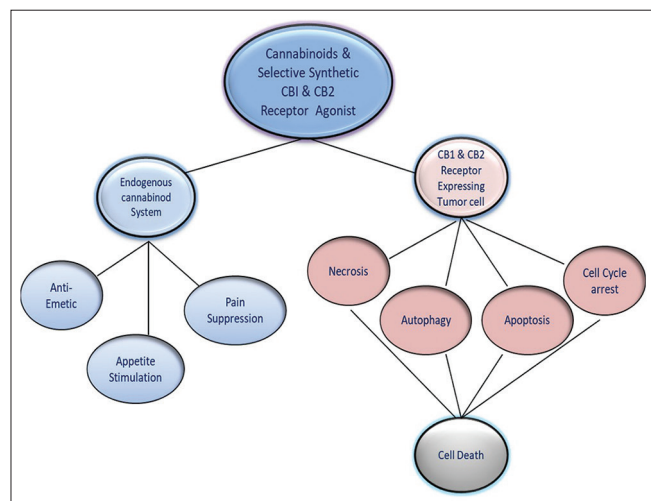 Cannabinoids &
Selective Synthetic
CBI & CB2
Receptor Agonist
Endogenous
cannabinod
System
CB1 & CB2
Receptor
Expressing
Tumor cell
Anti-
Emetic
Appetite
Stimulation
Pain
Suppression
Necrosis
Autophagy
Apoptosis
Cell Cycle
arrest
Cell Death